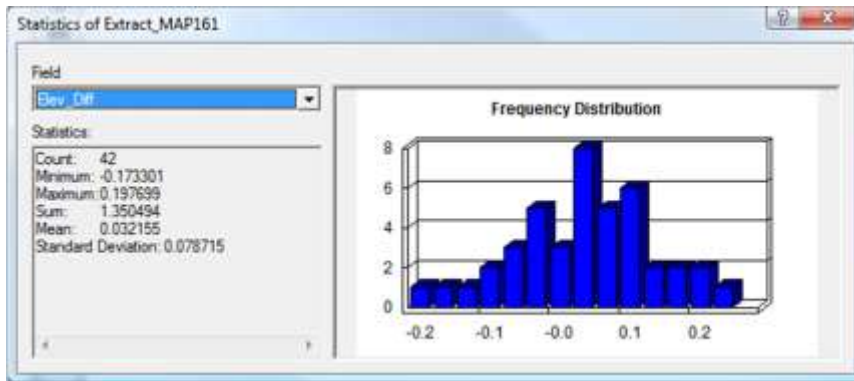 Statistics of Extract_MAP161
Field
Elev_Diff
Statistics:
Count: 42
Minimum: -0.173301
Maximum: 0.197699
Sum: 1.350494
Mean: 0.032155
Standard Deviation: 0.078715
Frequency Distribution
8
6
4
2
0
-0.2 -0.1 -0.0 0.1 0.2